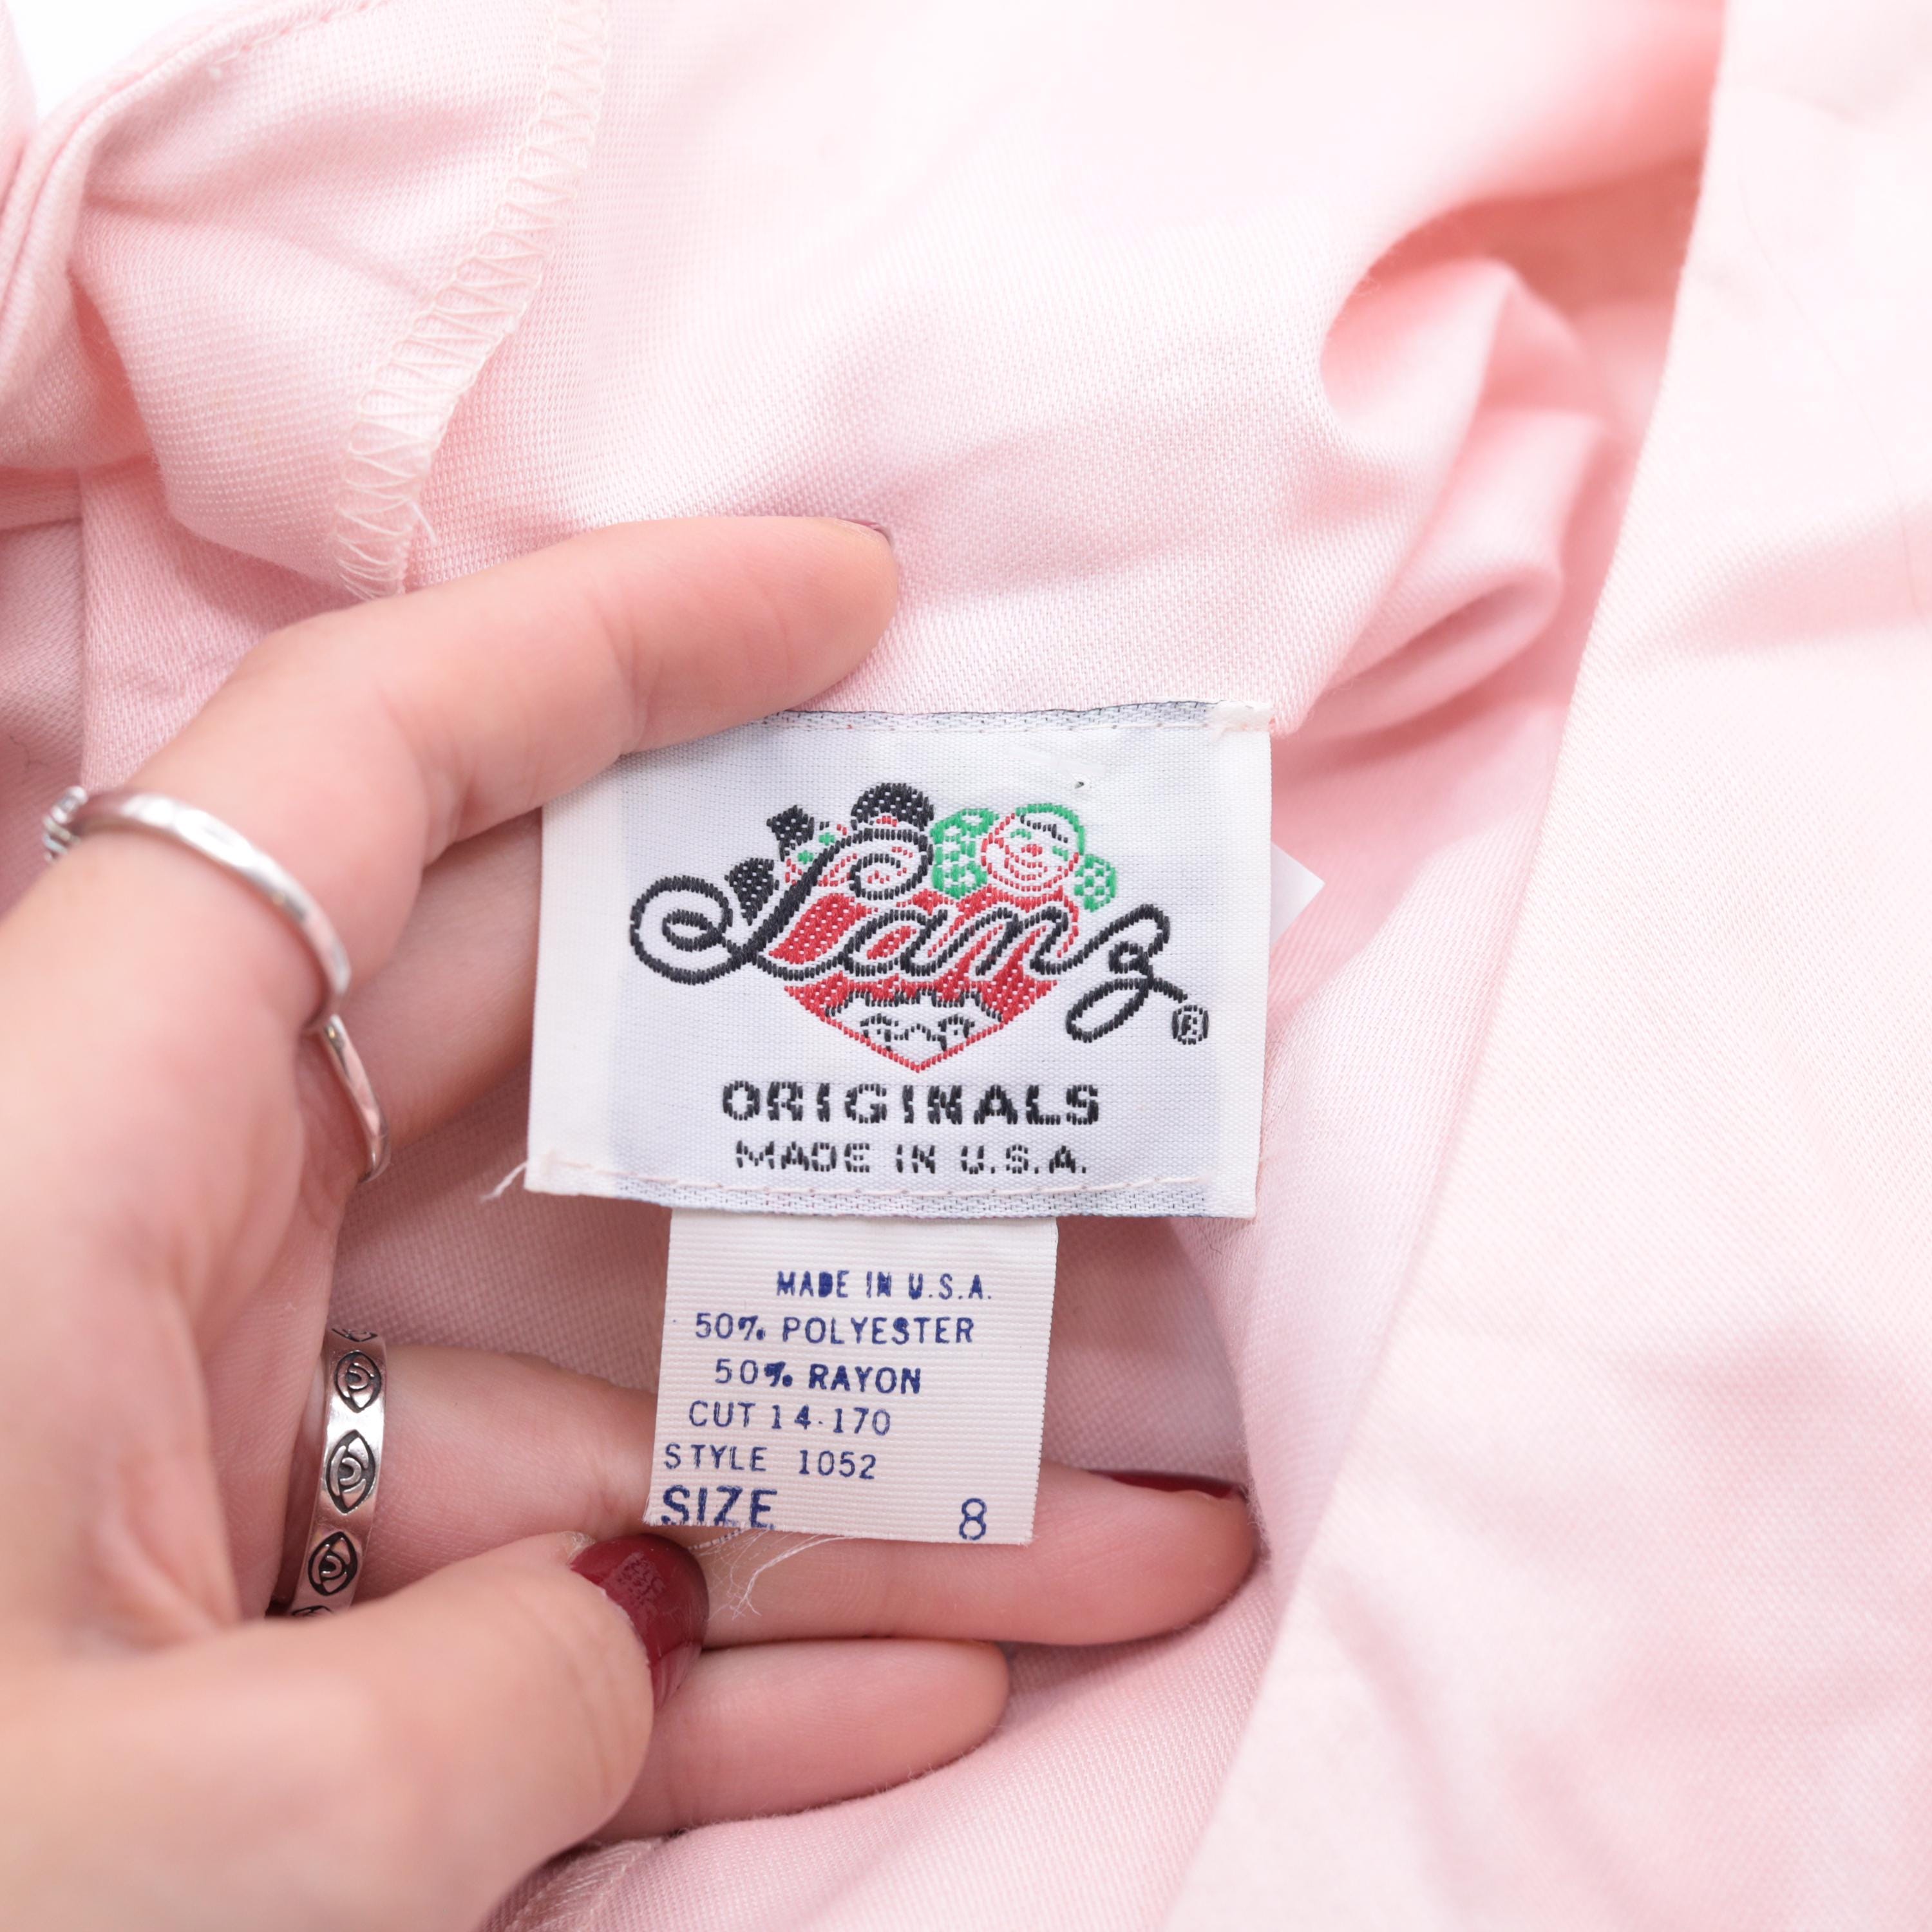 Lanz®
ORIGINALS
MADE IN U.S.A.
MADE IN U.S.A.
50% POLYESTER
50% RAYON
CUT 14-170
STYLE 1052
SIZE 8